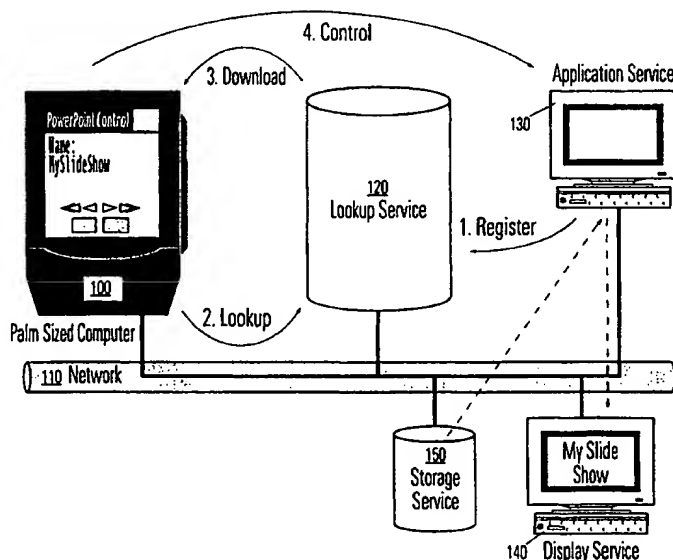 4. Control
3. Download
Application Service
130
PowerPoint Control
Name:
MySlideShow
120
Lookup Service
1. Register
100
2. Lookup
Palm Sized Computer
110 Network
150
Storage
Service
My Slide
Show
140
Display Service